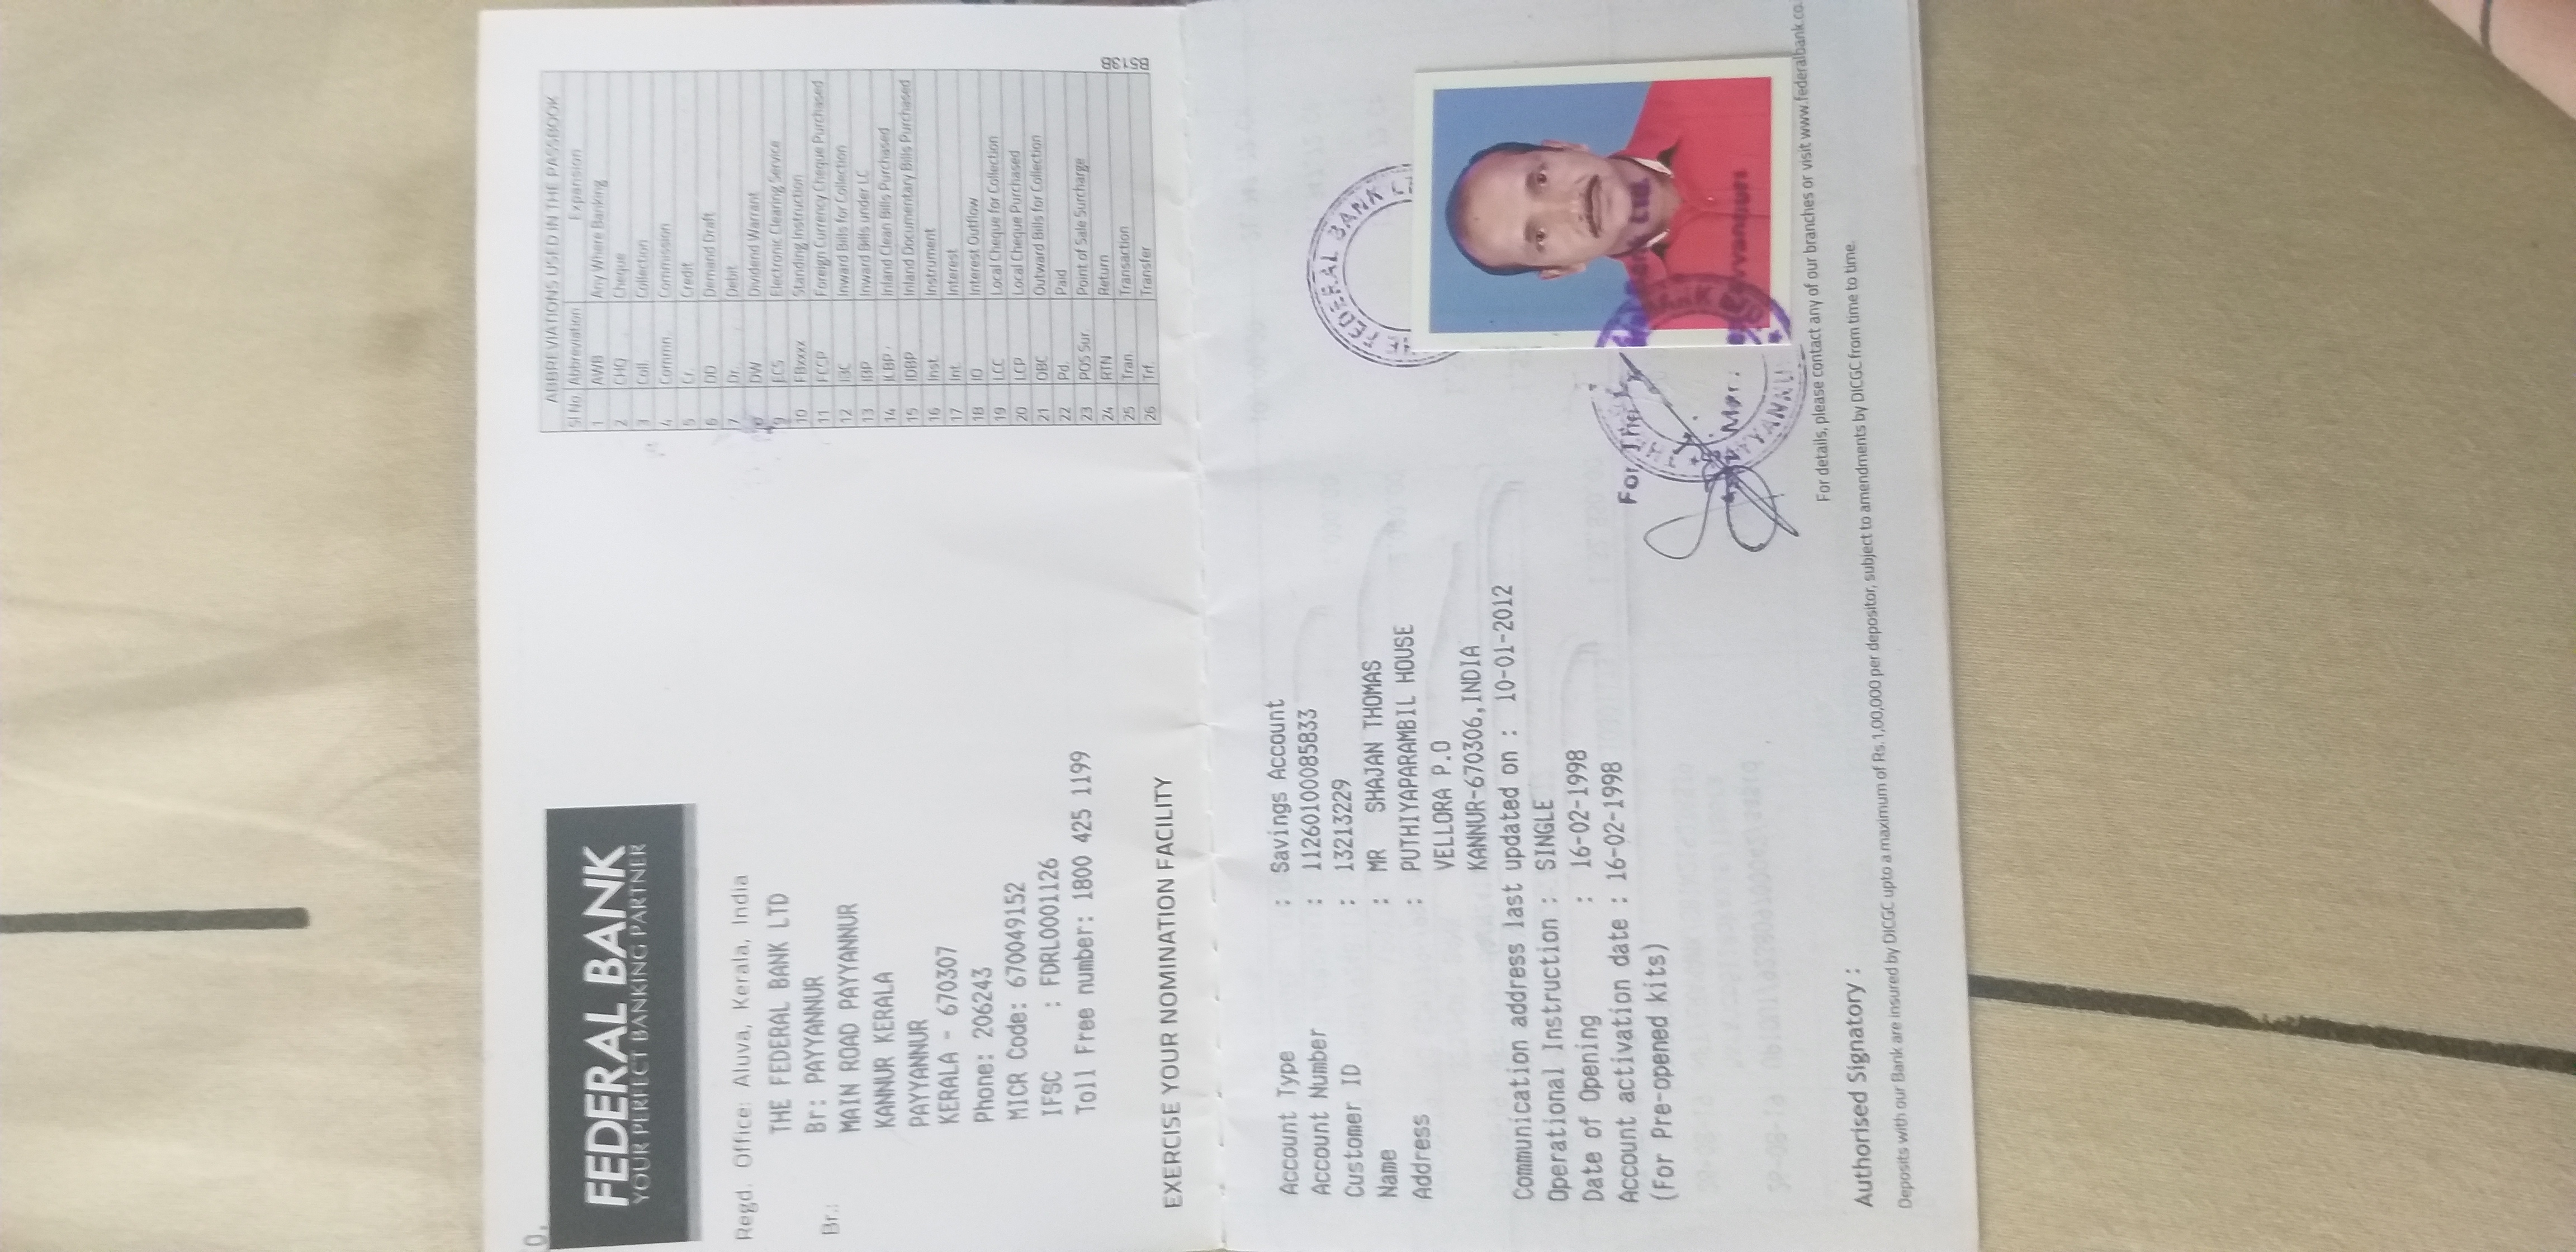 O.
FEDERAL BANK
YOUR PERFECT BANKING PARTNER
Regd. Office: Aluva, Kerala, India
THE FEDERAL BANK LTD
Br.: Br: PAYYANNUR
MAIN ROAD PAYYANNUR
KANNUR KERALA
PAYYANNUR
KERALA - 670307
Phone: 206243
MICR Code: 670049152
IFSC : FDRL0001126
Toll Free number: 1800 425 1199
EXERCISE YOUR NOMINATION FACILITY
ABBREVIATIONS USED IN THE PASSBOOK
Sl No. Abbreviation Expansion
1 AWB Any Where Banking
2 CHQ Cheque
3 Coll. Collection
4 Commn. Commission
5 Cr. Credit
6 DD Demand Draft
7 Dr. Debit
8 DW Dividend Warrant
9 ECS Electronic Clearing Service
10 FBxxxx Standing Instruction
11 FCCP Foreign Currency Cheque Purchased
12 IBC Inward Bills for Collection
13 IBP Inward Bills under LC
14 ICBP Inland Clean Bills Purchased
15 IDBP Inland Documentary Bills Purchased
16 Inst. Instrument
17 Int. Interest
18 IO Interest Outflow
19 LCC Local Cheque for Collection
20 LCP Local Cheque Purchased
21 OBC Outward Bills for Collection
22 Pd. Paid
23 POS Sur. Point of Sale Surcharge
24 RTN Return
25 Tran. Transaction
26 Trf. Transfer
B513B
Account Type : Savings Account
Account Number : 11260100085833
Customer ID : 13213229
Name : MR SHAJAN THOMAS
Address : PUTHIYAPARAMBIL HOUSE
VELLORA P.O
KANNUR-670306,INDIA
Communication address last updated on : 10-01-2012
Operational Instruction : SINGLE
Date of Opening : 16-02-1998
Account activation date : 16-02-1998
(For Pre-opened kits)
FEDERAL BANK
For The Bank Ltd.
Payyannur
For details, please contact any of our branches or visit www.federalbank.co.
Authorised Signatory :
Deposits with our Bank are insured by DICGC upto a maximum of Rs.1,00,000 per depositor, subject to amendments by DICGC from time to time.